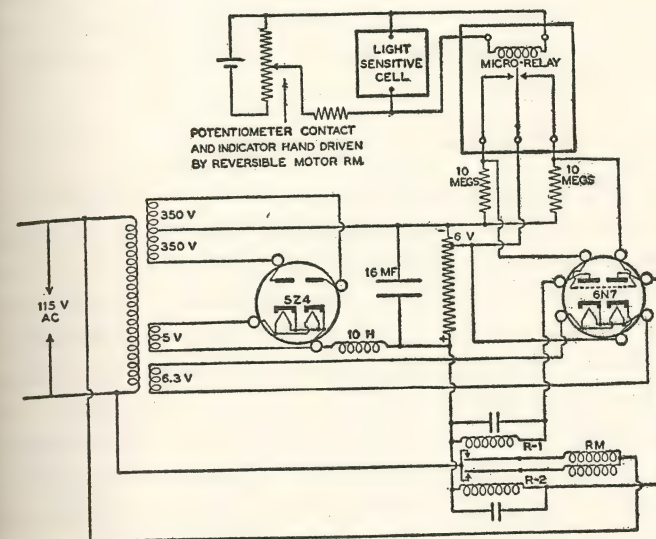 LIGHT
SENSITIVE
CELL
MICRO-RELAY
POTENTIOMETER CONTACT
AND INDICATOR HAND DRIVEN
BY REVERSIBLE MOTOR RM.
10
MEGS
10
MEGS
350 V
350 V
6 V
115 V
AC
5Z4
16 MF
6N7
5 V
10 H
6.3 V
R-1
RM
R-2